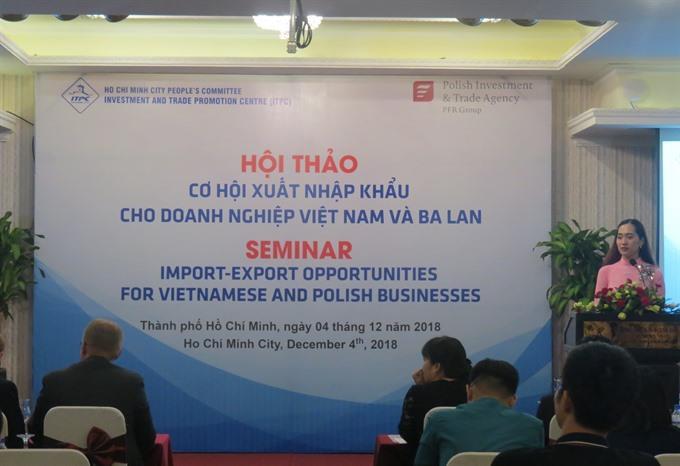 ITPC
HO CHI MINH CITY PEOPLE'S COMMITTEE
INVESTMENT AND TRADE PROMOTION CENTRE (ITPC)
Polish Investment
& Trade Agency
PFR Group
HỘI THẢO
CƠ HỘI XUẤT NHẬP KHẨU
CHO DOANH NGHIỆP VIỆT NAM VÀ BA LAN
SEMINAR
IMPORT-EXPORT OPPORTUNITIES
FOR VIETNAMESE AND POLISH BUSINESSES
Thành phố Hồ Chí Minh, ngày 04 tháng 12 năm 2018
Ho Chi Minh City, December 4th, 2018